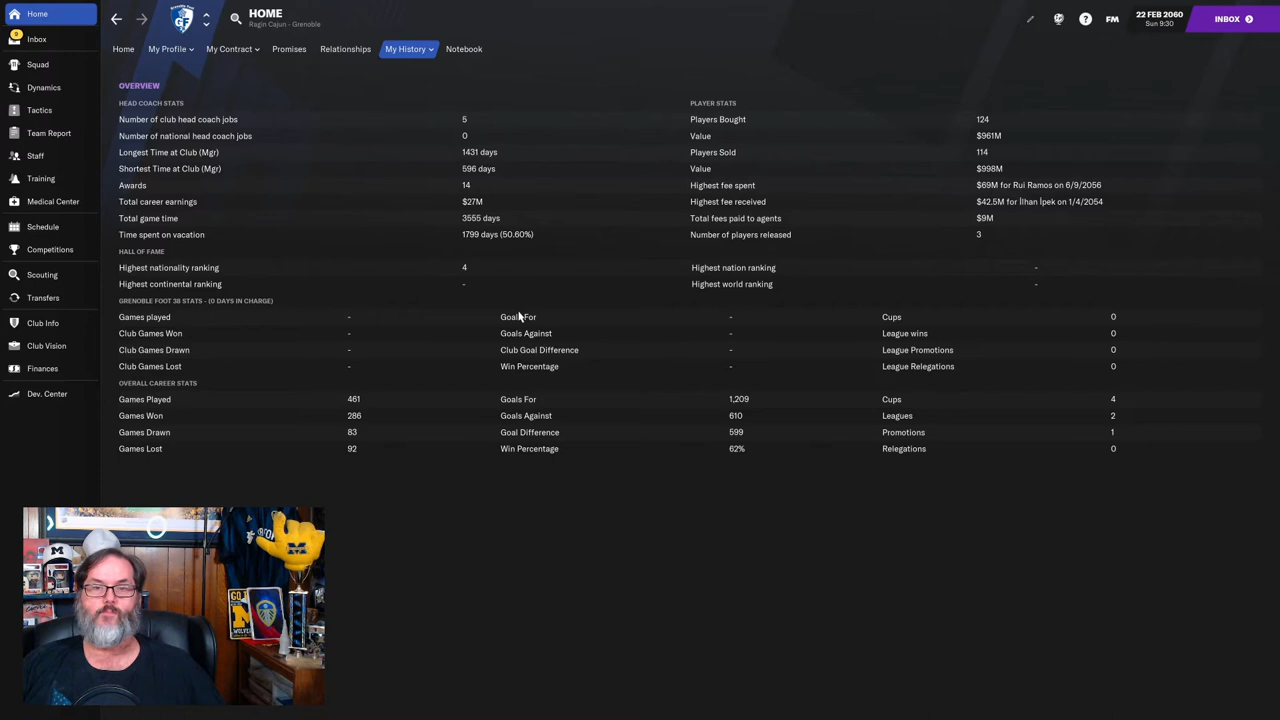 Home
HOME
Ragin Cajun - Grenoble
FM
22 FEB 2060
Sun 9:30
INBOX
9
Inbox
Squad
Dynamics
Tactics
Team Report
Staff
Training
Medical Center
Schedule
Competitions
Scouting
Transfers
Club Info
Club Vision
Finances
Dev. Center
Home My Profile My Contract Promises Relationships My History Notebook
OVERVIEW
HEAD COACH STATS
Number of club head coach jobs 5
Number of national head coach jobs 0
Longest Time at Club (Mgr) 1431 days
Shortest Time at Club (Mgr) 596 days
Awards 14
Total career earnings $27M
Total game time 3555 days
Time spent on vacation 1799 days (50.60%)
PLAYER STATS
Players Bought 124
Value $961M
Players Sold 114
Value $998M
Highest fee spent $69M for Rui Ramos on 6/9/2056
Highest fee received $42.5M for İlhan İpek on 1/4/2054
Total fees paid to agents $9M
Number of players released 3
HALL OF FAME
Highest nationality ranking 4 Highest nation ranking -
Highest continental ranking - Highest world ranking -
GRENOBLE FOOT 38 STATS - (0 DAYS IN CHARGE)
Games played - Goals For - Cups 0
Club Games Won - Goals Against - League wins 0
Club Games Drawn - Club Goal Difference - League Promotions 0
Club Games Lost - Win Percentage - League Relegations 0
OVERALL CAREER STATS
Games Played 461 Goals For 1,209 Cups 4
Games Won 286 Goals Against 610 Leagues 2
Games Drawn 83 Goal Difference 599 Promotions 1
Games Lost 92 Win Percentage 62% Relegations 0
M
M
GO
M